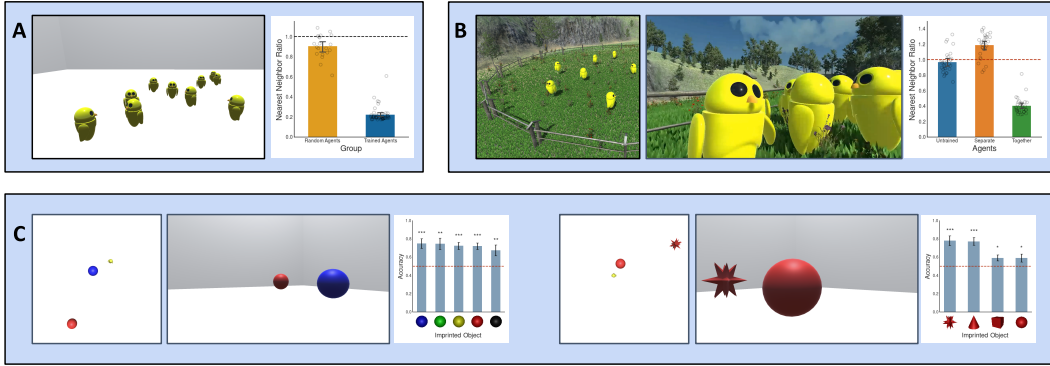 A
Nearest Neighbor Ratio
1.0
0.8
0.6
0.4
0.2
0.0
Random Agents
Trained Agents
Group
B
Nearest Neighbor Ratio
1.4
1.2
1.0
0.8
0.6
0.4
0.2
0.0
Untrained
Separate
Together
Agents
C
Accuracy
1.0
0.8
0.6
0.4
0.2
0.0
***
**
***
***
**
Imprinted Object
Accuracy
1.0
0.8
0.6
0.4
0.2
0.0
***
***
*
*
Imprinted Object